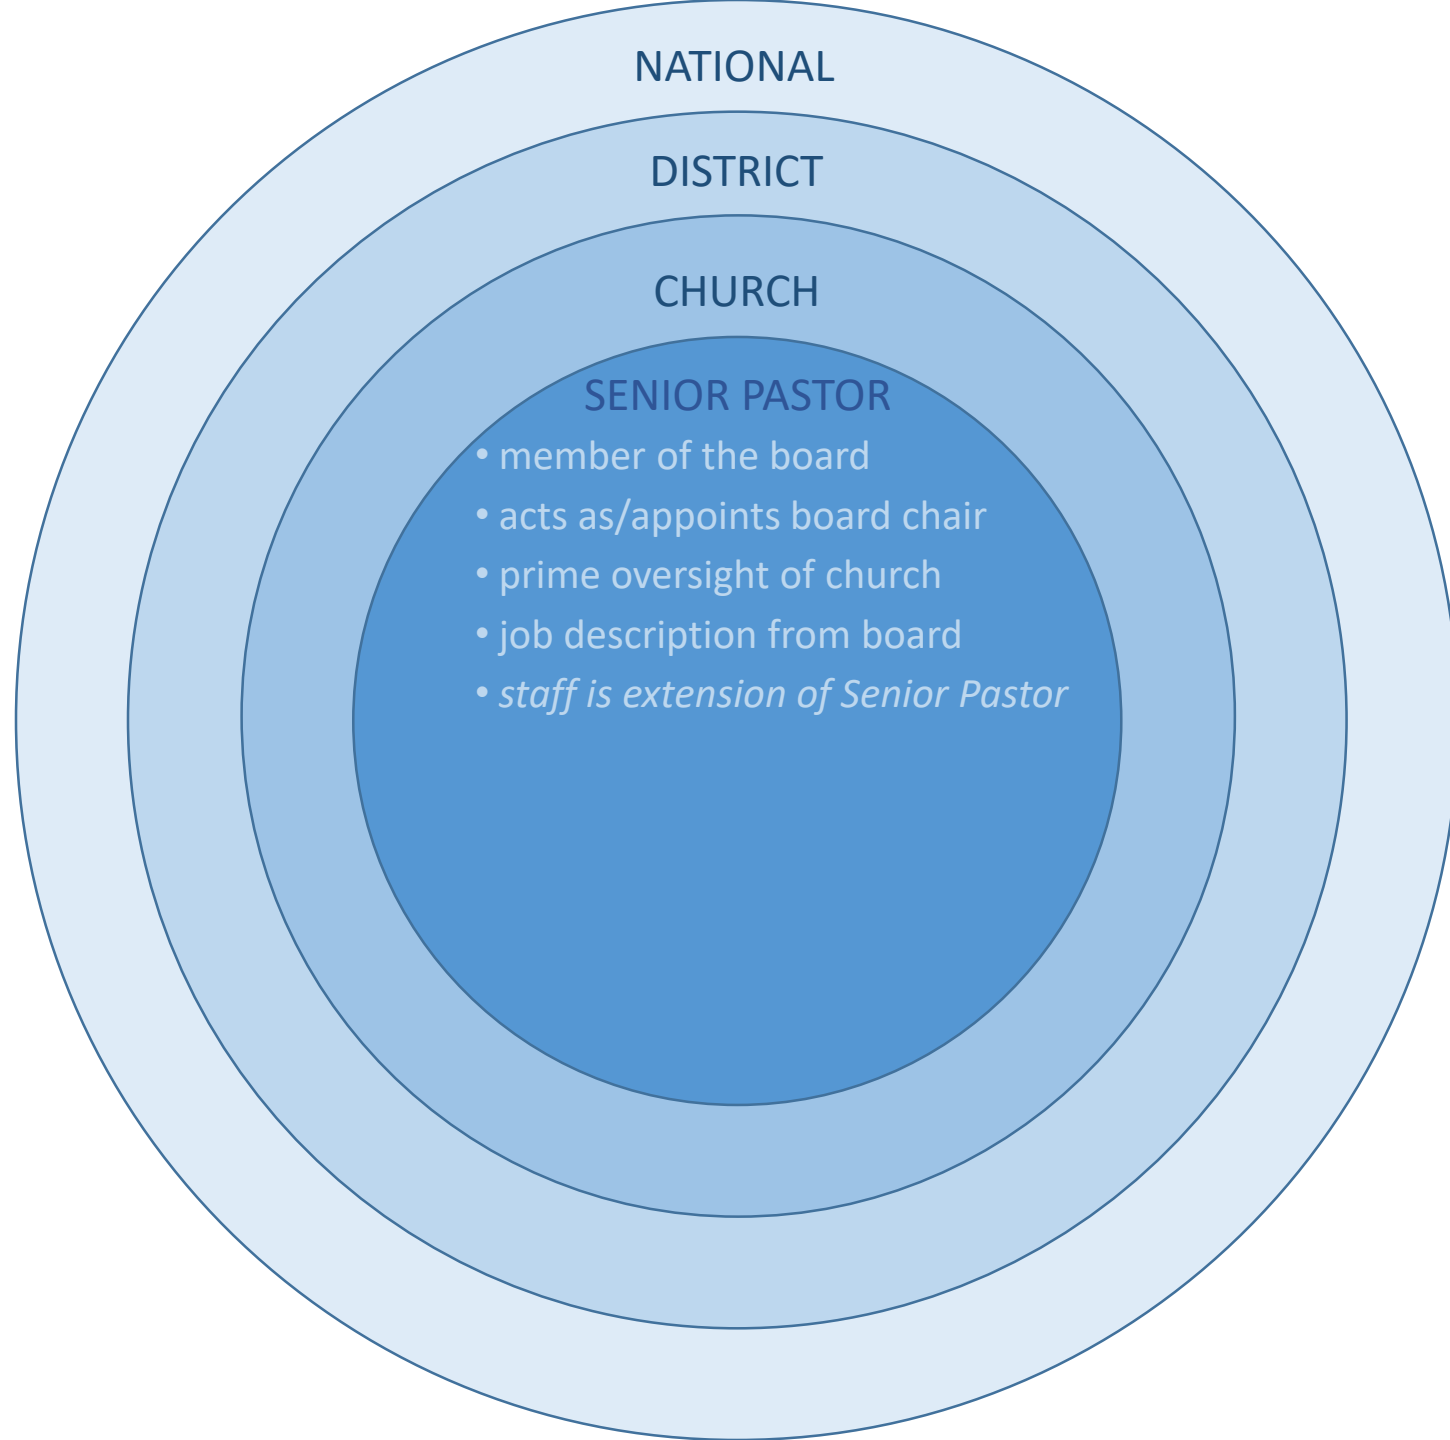 NATIONAL
DISTRICT
CHURCH
SENIOR PASTOR
• member of the board
• acts as/appoints board chair
• prime oversight of church
• job description from board
• staff is extension of Senior Pastor